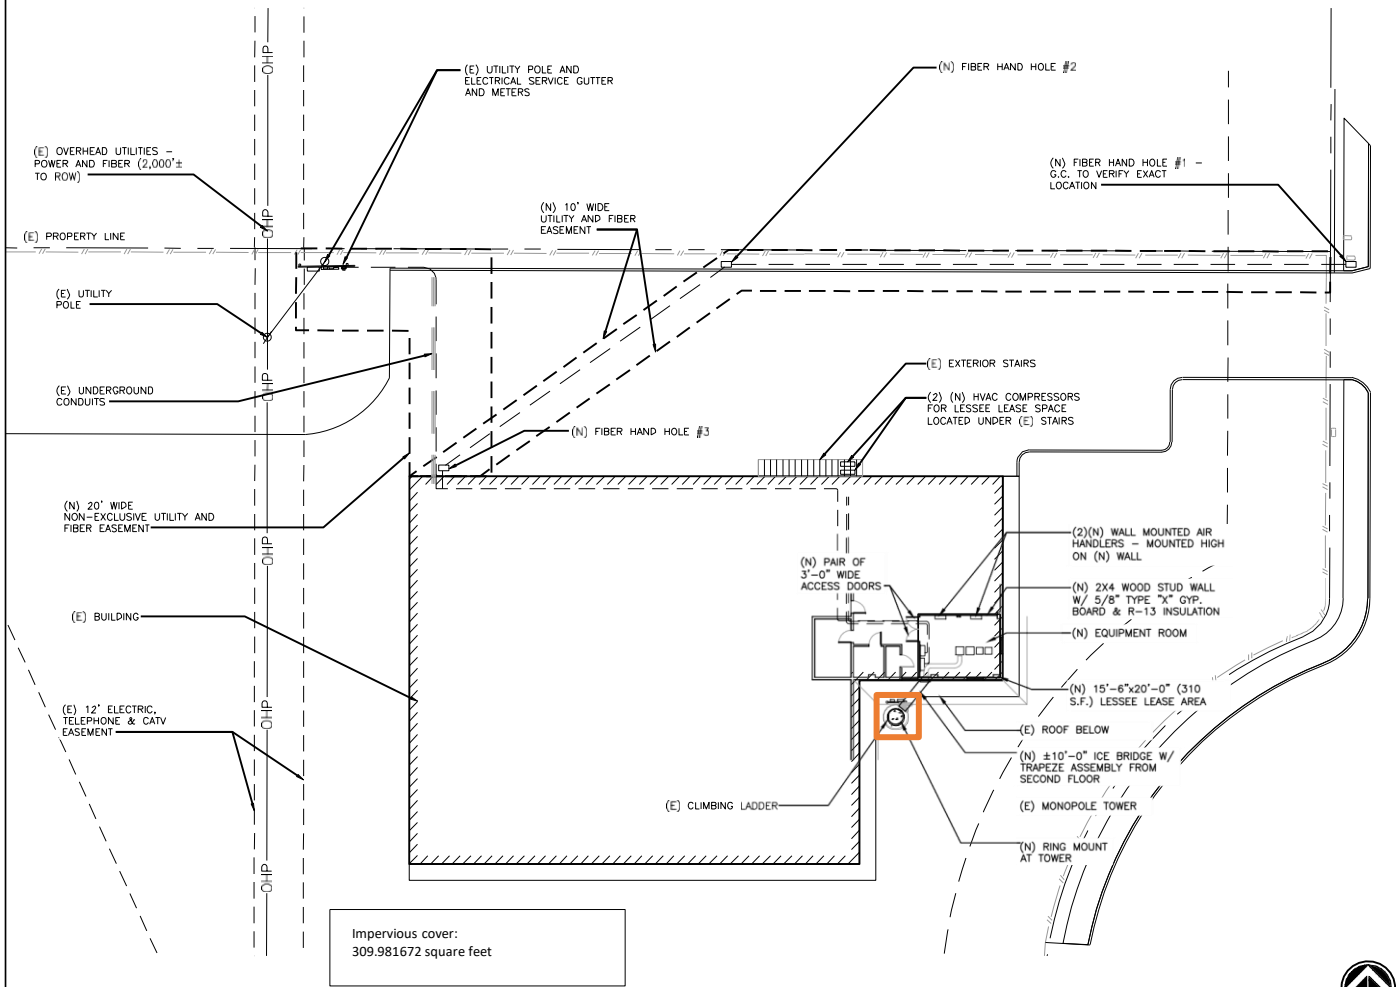 (E) UTILITY POLE AND
ELECTRICAL SERVICE GUTTER
AND METERS
(N) FIBER HAND HOLE #2
(E) OVERHEAD UTILITIES -
POWER AND FIBER (2,000'±
TO ROW)
(N) FIBER HAND HOLE #1 -
G.C. TO VERIFY EXACT
LOCATION
(N) 10' WIDE
UTILITY AND FIBER
EASEMENT
(E) PROPERTY LINE
(E) UTILITY
POLE
(E) UNDERGROUND
CONDUITS
(E) EXTERIOR STAIRS
(2) (N) HVAC COMPRESSORS
FOR LESSEE LEASE SPACE
LOCATED UNDER (E) STAIRS
(N) FIBER HAND HOLE #3
(N) 20' WIDE
NON-EXCLUSIVE UTILITY AND
FIBER EASEMENT
(2)(N) WALL MOUNTED AIR
HANDLERS - MOUNTED HIGH
ON (N) WALL
(N) PAIR OF
3'-0" WIDE
ACCESS DOORS
(N) 2X4 WOOD STUD WALL
W/ 5/8" TYPE "X" GYP.
BOARD & R-13 INSULATION
(E) BUILDING
(N) EQUIPMENT ROOM
(N) 15'-6"x20'-0" (310
S.F.) LESSEE LEASE AREA
(E) 12' ELECTRIC,
TELEPHONE & CATV
EASEMENT
(E) ROOF BELOW
(N) ±10'-0" ICE BRIDGE W/
TRAPEZE ASSEMBLY FROM
SECOND FLOOR
(E) CLIMBING LADDER
(E) MONOPOLE TOWER
(N) RING MOUNT
AT TOWER
OHP
OHP
OHP
OHP
OHP
OHP
Impervious cover:
309.981672 square feet